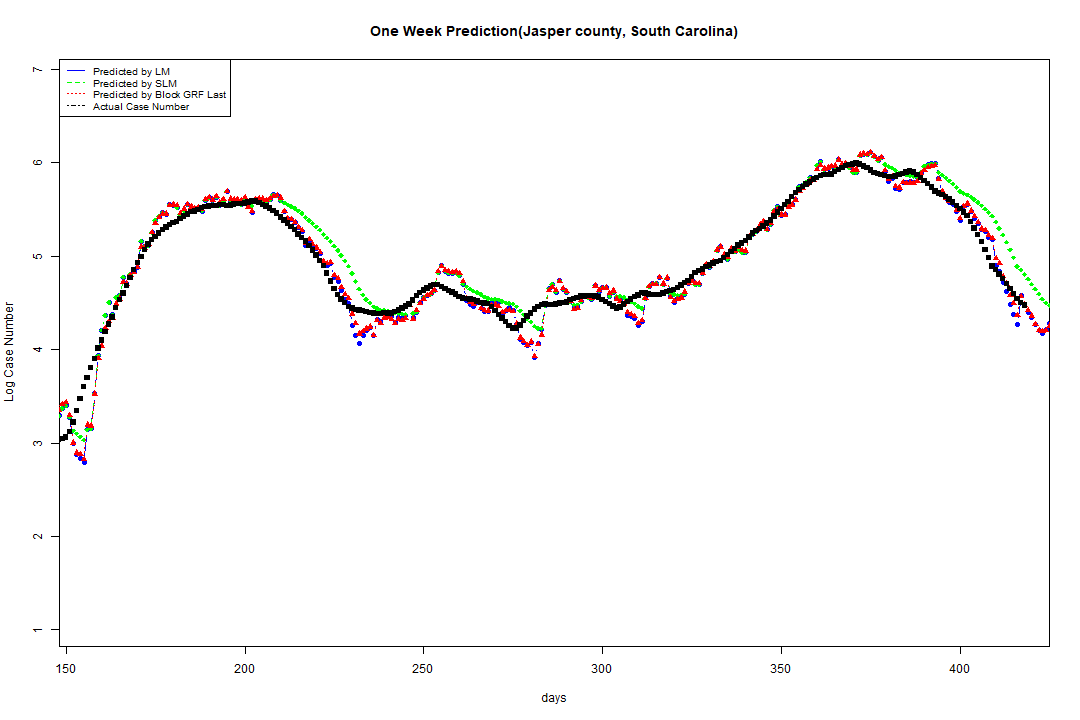 One Week Prediction(Jasper county, South Carolina)
Predicted by LM
Predicted by SLM
Predicted by Block GRF Last
Actual Case Number
7
6
5
4
3
2
1
Log Case Number
150 200 250 300 350 400
days